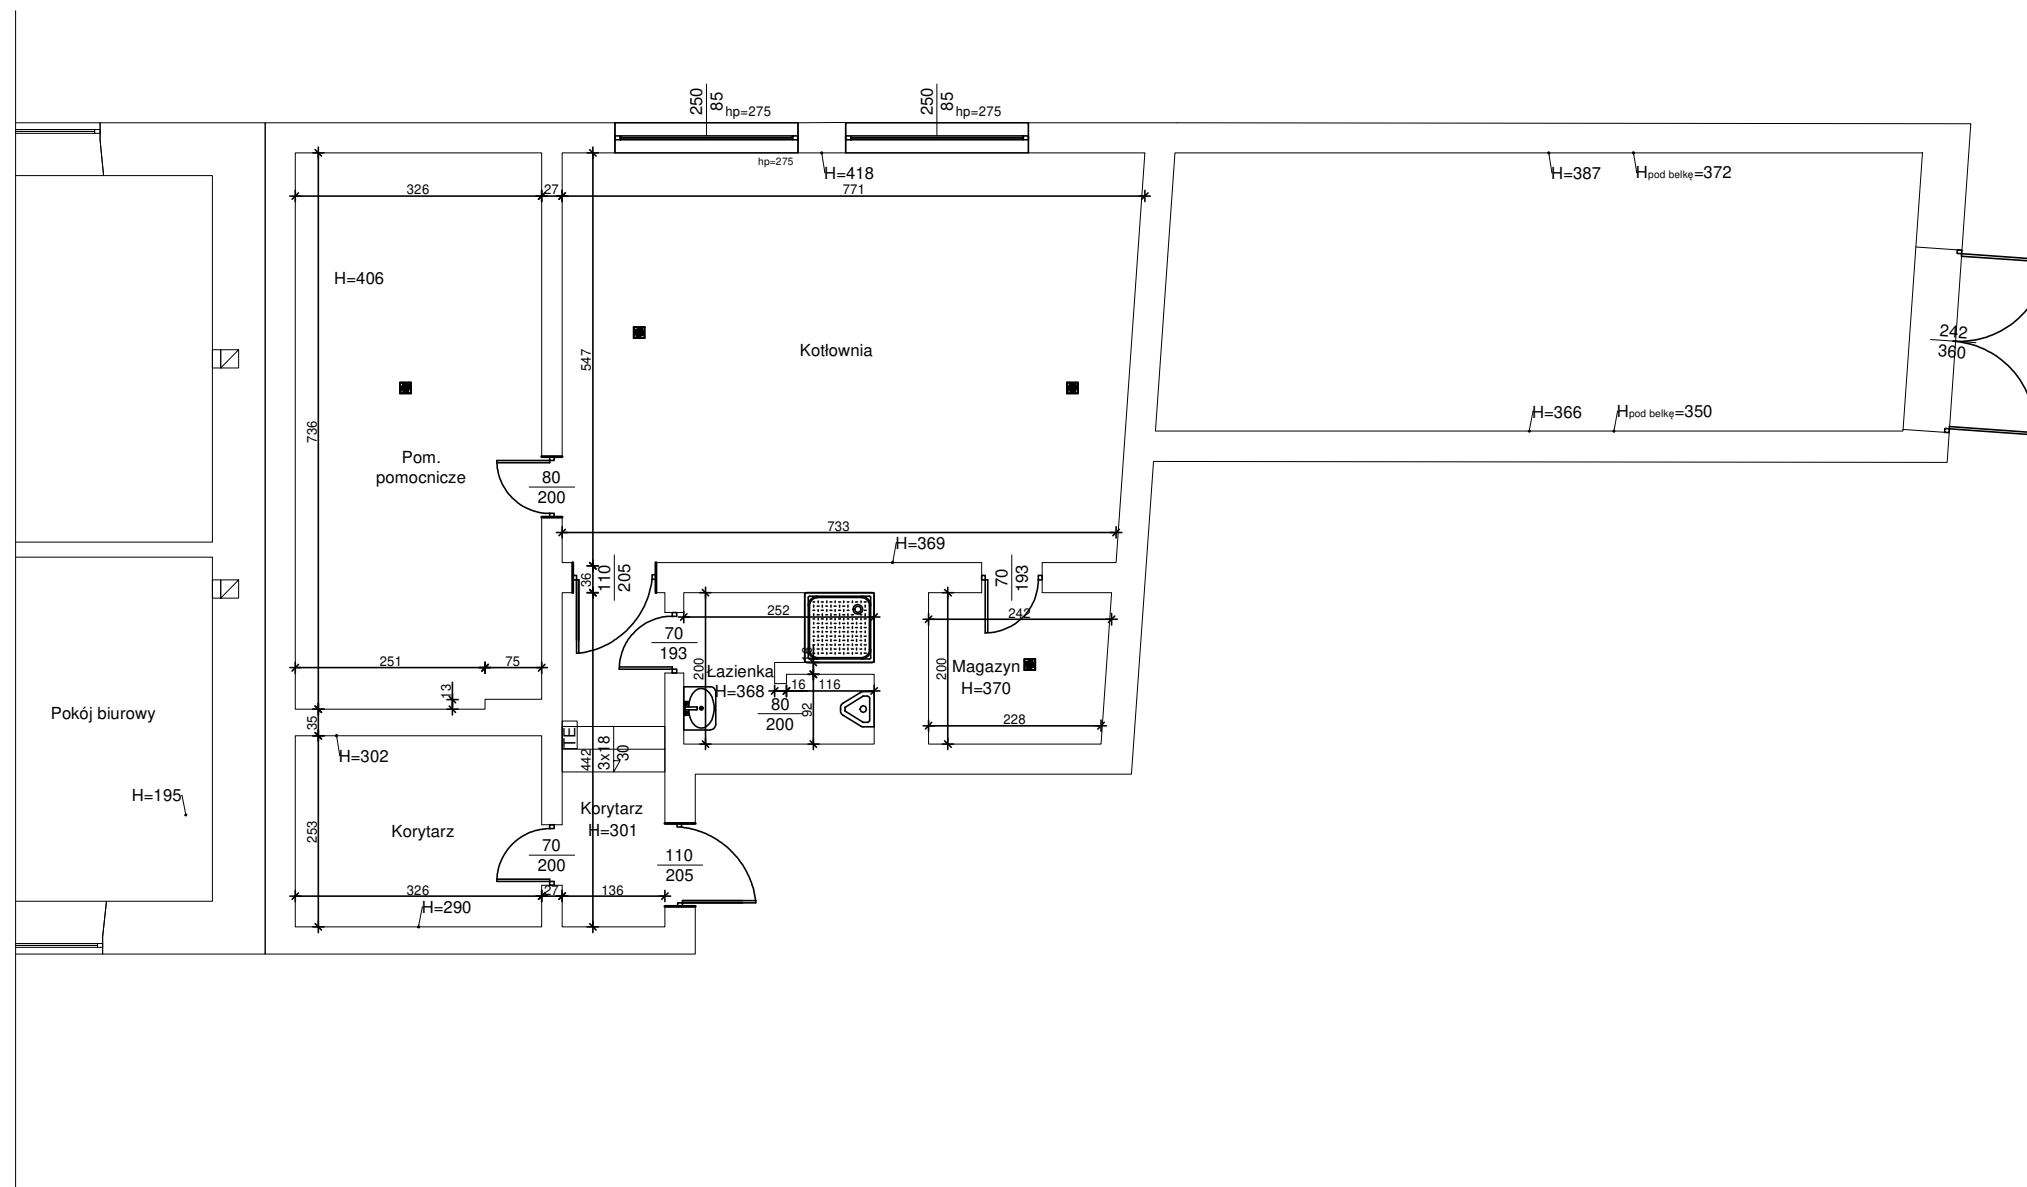 250
85
hp=275
250
85
hp=275
hp=275
H=418
H=387
Hpod belkę=372
326
27
771
H=406
547
Kotłownia
242
360
736
H=366
Hpod belkę=350
Pom.
pomocnicze
80
200
733
H=369
36
110
205
70
193
252
242
70
193
18
251
75
200
Łazienka
H=368
16
116
80
200
92
200
Magazyn
H=370
228
13
Pokój biurowy
35
H=302
TE
442
3x18
30
H=195
253
Korytarz
Korytarz
H=301
70
200
110
205
326
27
136
H=290